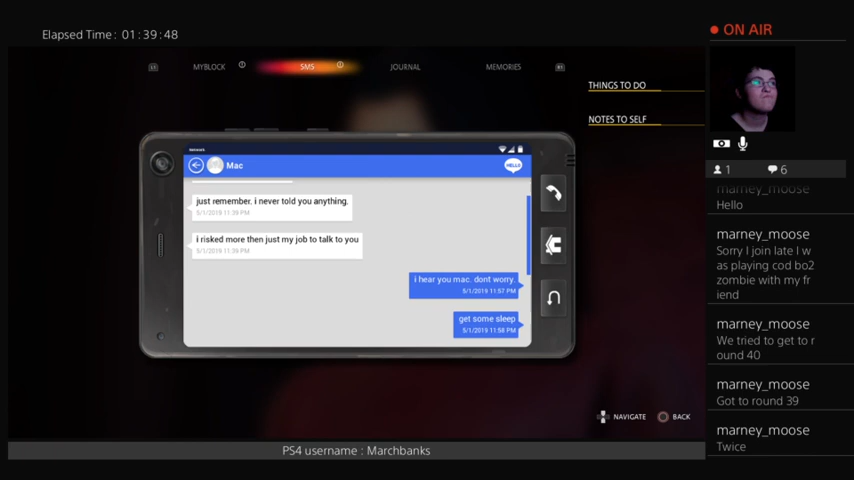 Elapsed Time : 01:39:48
ON AIR
L1
MYBLOCK
SMS
JOURNAL
MEMORIES
R1
THINGS TO DO
NOTES TO SELF
Network
Mac
HELLO
just remember. i never told you anything.
5/1/2019 11:39 PM
i risked more then just my job to talk to you
5/1/2019 11:39 PM
i hear you mac. dont worry.
5/1/2019 11:57 PM
get some sleep
5/1/2019 11:58 PM
NAVIGATE
BACK
PS4 username : Marchbanks
1
6
marney_moose
Hello
marney_moose
Sorry I join late I w
as playing cod bo2
zombie with my fr
iend
marney_moose
We tried to get to r
ound 40
marney_moose
Got to round 39
marney_moose
Twice